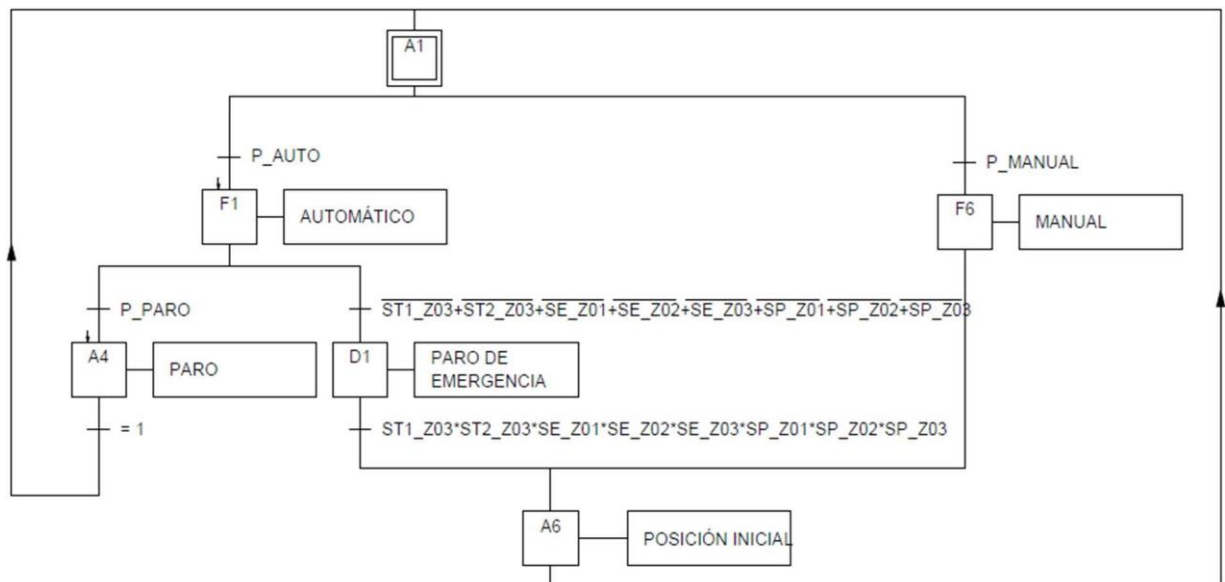 A1
P_AUTO
P_MANUAL
F1
AUTOMÁTICO
F6
MANUAL
P_PARO
ST1_Z03+ST2_Z03+SE_Z01+SE_Z02+SE_Z03+SP_Z01+SP_Z02+SP_Z03
A4
PARO
D1
PARO DE
EMERGENCIA
= 1
ST1_Z03*ST2_Z03*SE_Z01*SE_Z02*SE_Z03*SP_Z01*SP_Z02*SP_Z03
A6
POSICIÓN INICIAL